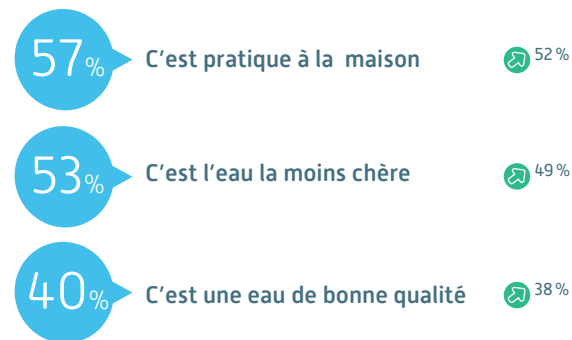 57% C'est pratique à la maison 52 %
53% C'est l'eau la moins chère 49 %
40% C'est une eau de bonne qualité 38 %